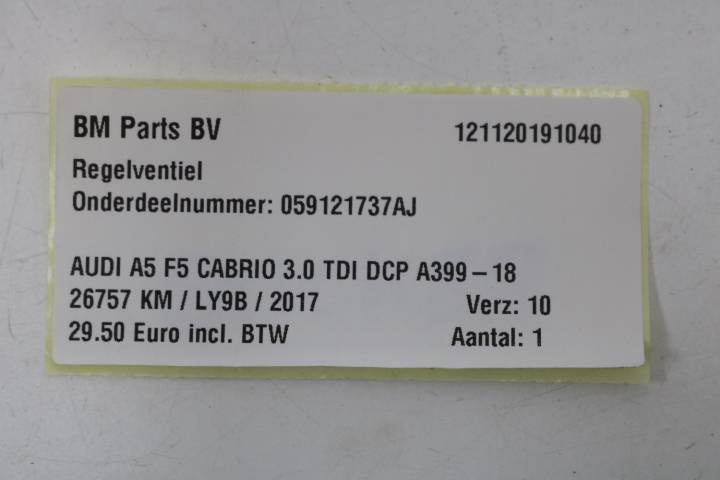 BM Parts BV 121120191040
Regelventiel
Onderdeelnummer: 059121737AJ
AUDI A5 F5 CABRIO 3.0 TDI DCP A399-18
26757 KM / LY9B / 2017 Verz: 10
29.50 Euro incl. BTW Aantal: 1